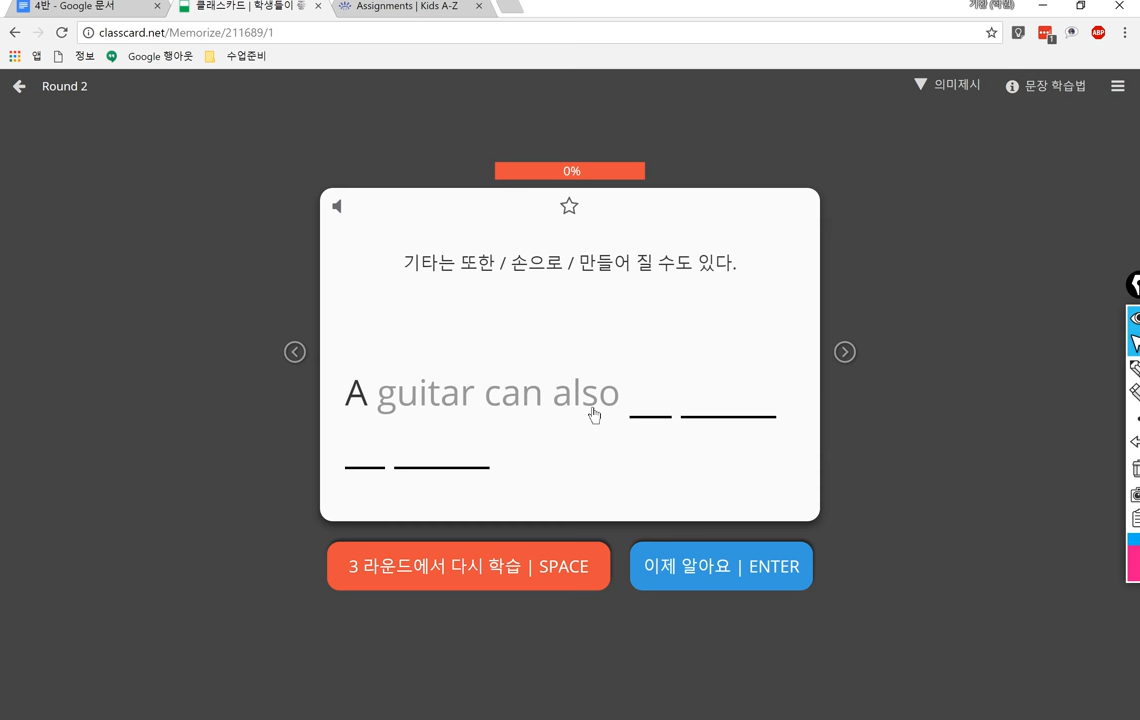 4반 - Google 문서
클래스카드 | 학생들이 좋
Assignments | Kids A-Z
classcard.net/Memorize/211689/1
1
ABP
앱
정보
Google 행아웃
수업준비
Round 2
의미제시
문장 학습법
0%
기타는 또한 / 손으로 / 만들어 질 수도 있다.
A guitar can also
3 라운드에서 다시 학습 | SPACE
이제 알아요 | ENTER